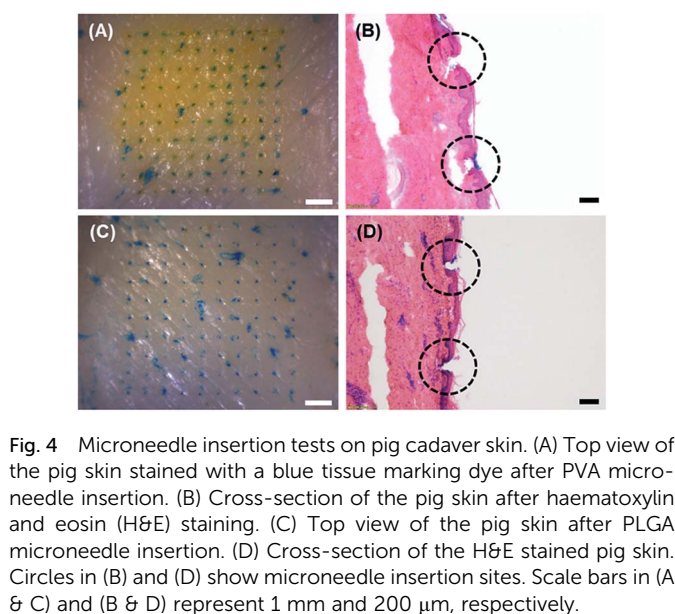 (A)
(B)
(C)
(D)
Fig. 4 Microneedle insertion tests on pig cadaver skin. (A) Top view of
the pig skin stained with a blue tissue marking dye after PVA micro-
needle insertion. (B) Cross-section of the pig skin after haematoxylin
and eosin (H&E) staining. (C) Top view of the pig skin after PLGA
microneedle insertion. (D) Cross-section of the H&E stained pig skin.
Circles in (B) and (D) show microneedle insertion sites. Scale bars in (A
& C) and (B & D) represent 1 mm and 200 μm, respectively.